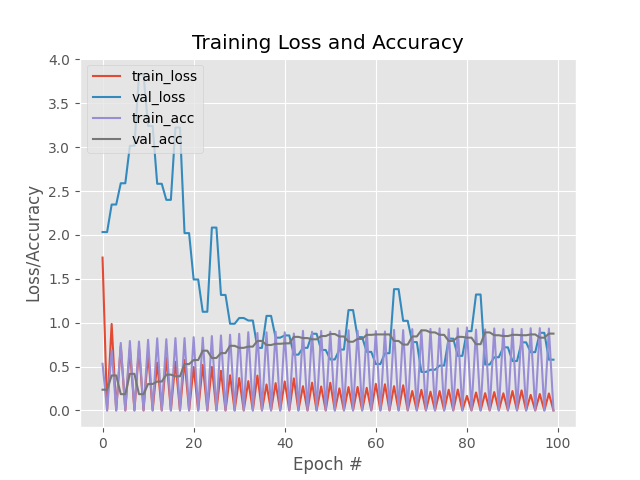 Training Loss and Accuracy
4.0
3.5
3.0
2.5
2.0
1.5
1.0
0.5
0.0
Loss/Accuracy
train_loss
val_loss
train_acc
val_acc
0
20
40
60
80
100
Epoch #